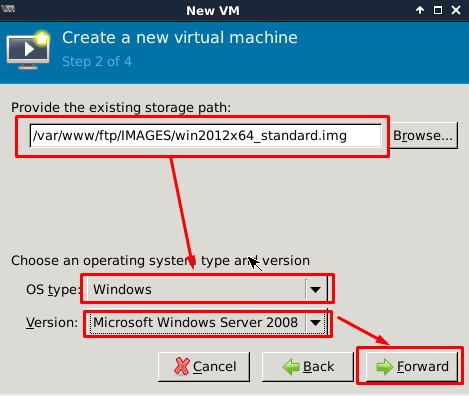 New VM
Create a new virtual machine
Step 2 of 4
Provide the existing storage path:
/var/www/ftp/IMAGES/win2012x64_standard.img Browse...
Choose an operating system type and version
OS type: Windows
Version: Microsoft Windows Server 2008
Cancel Back Forward